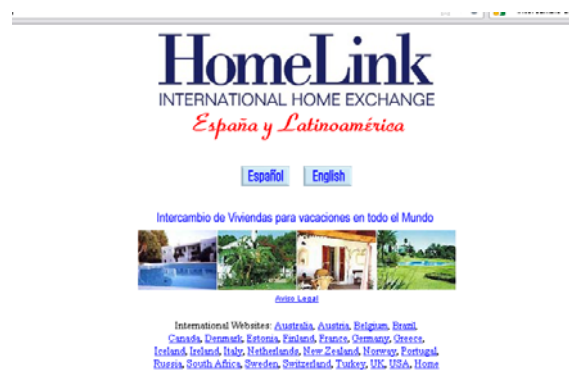 HomeLink
INTERNATIONAL HOME EXCHANGE
España y Latinoamérica
Español English
Intercambio de Viviendas para vacaciones en todo el Mundo
Aviso Legal
International Websites: Australia, Austria, Belgium, Brazil,
Canada, Denmark, Estonia, Finland, France, Germany, Greece,
Iceland, Ireland, Italy, Netherlands, New Zealand, Norway, Portugal,
Russia, South Africa, Sweden, Switzerland, Turkey, UK, USA, Home